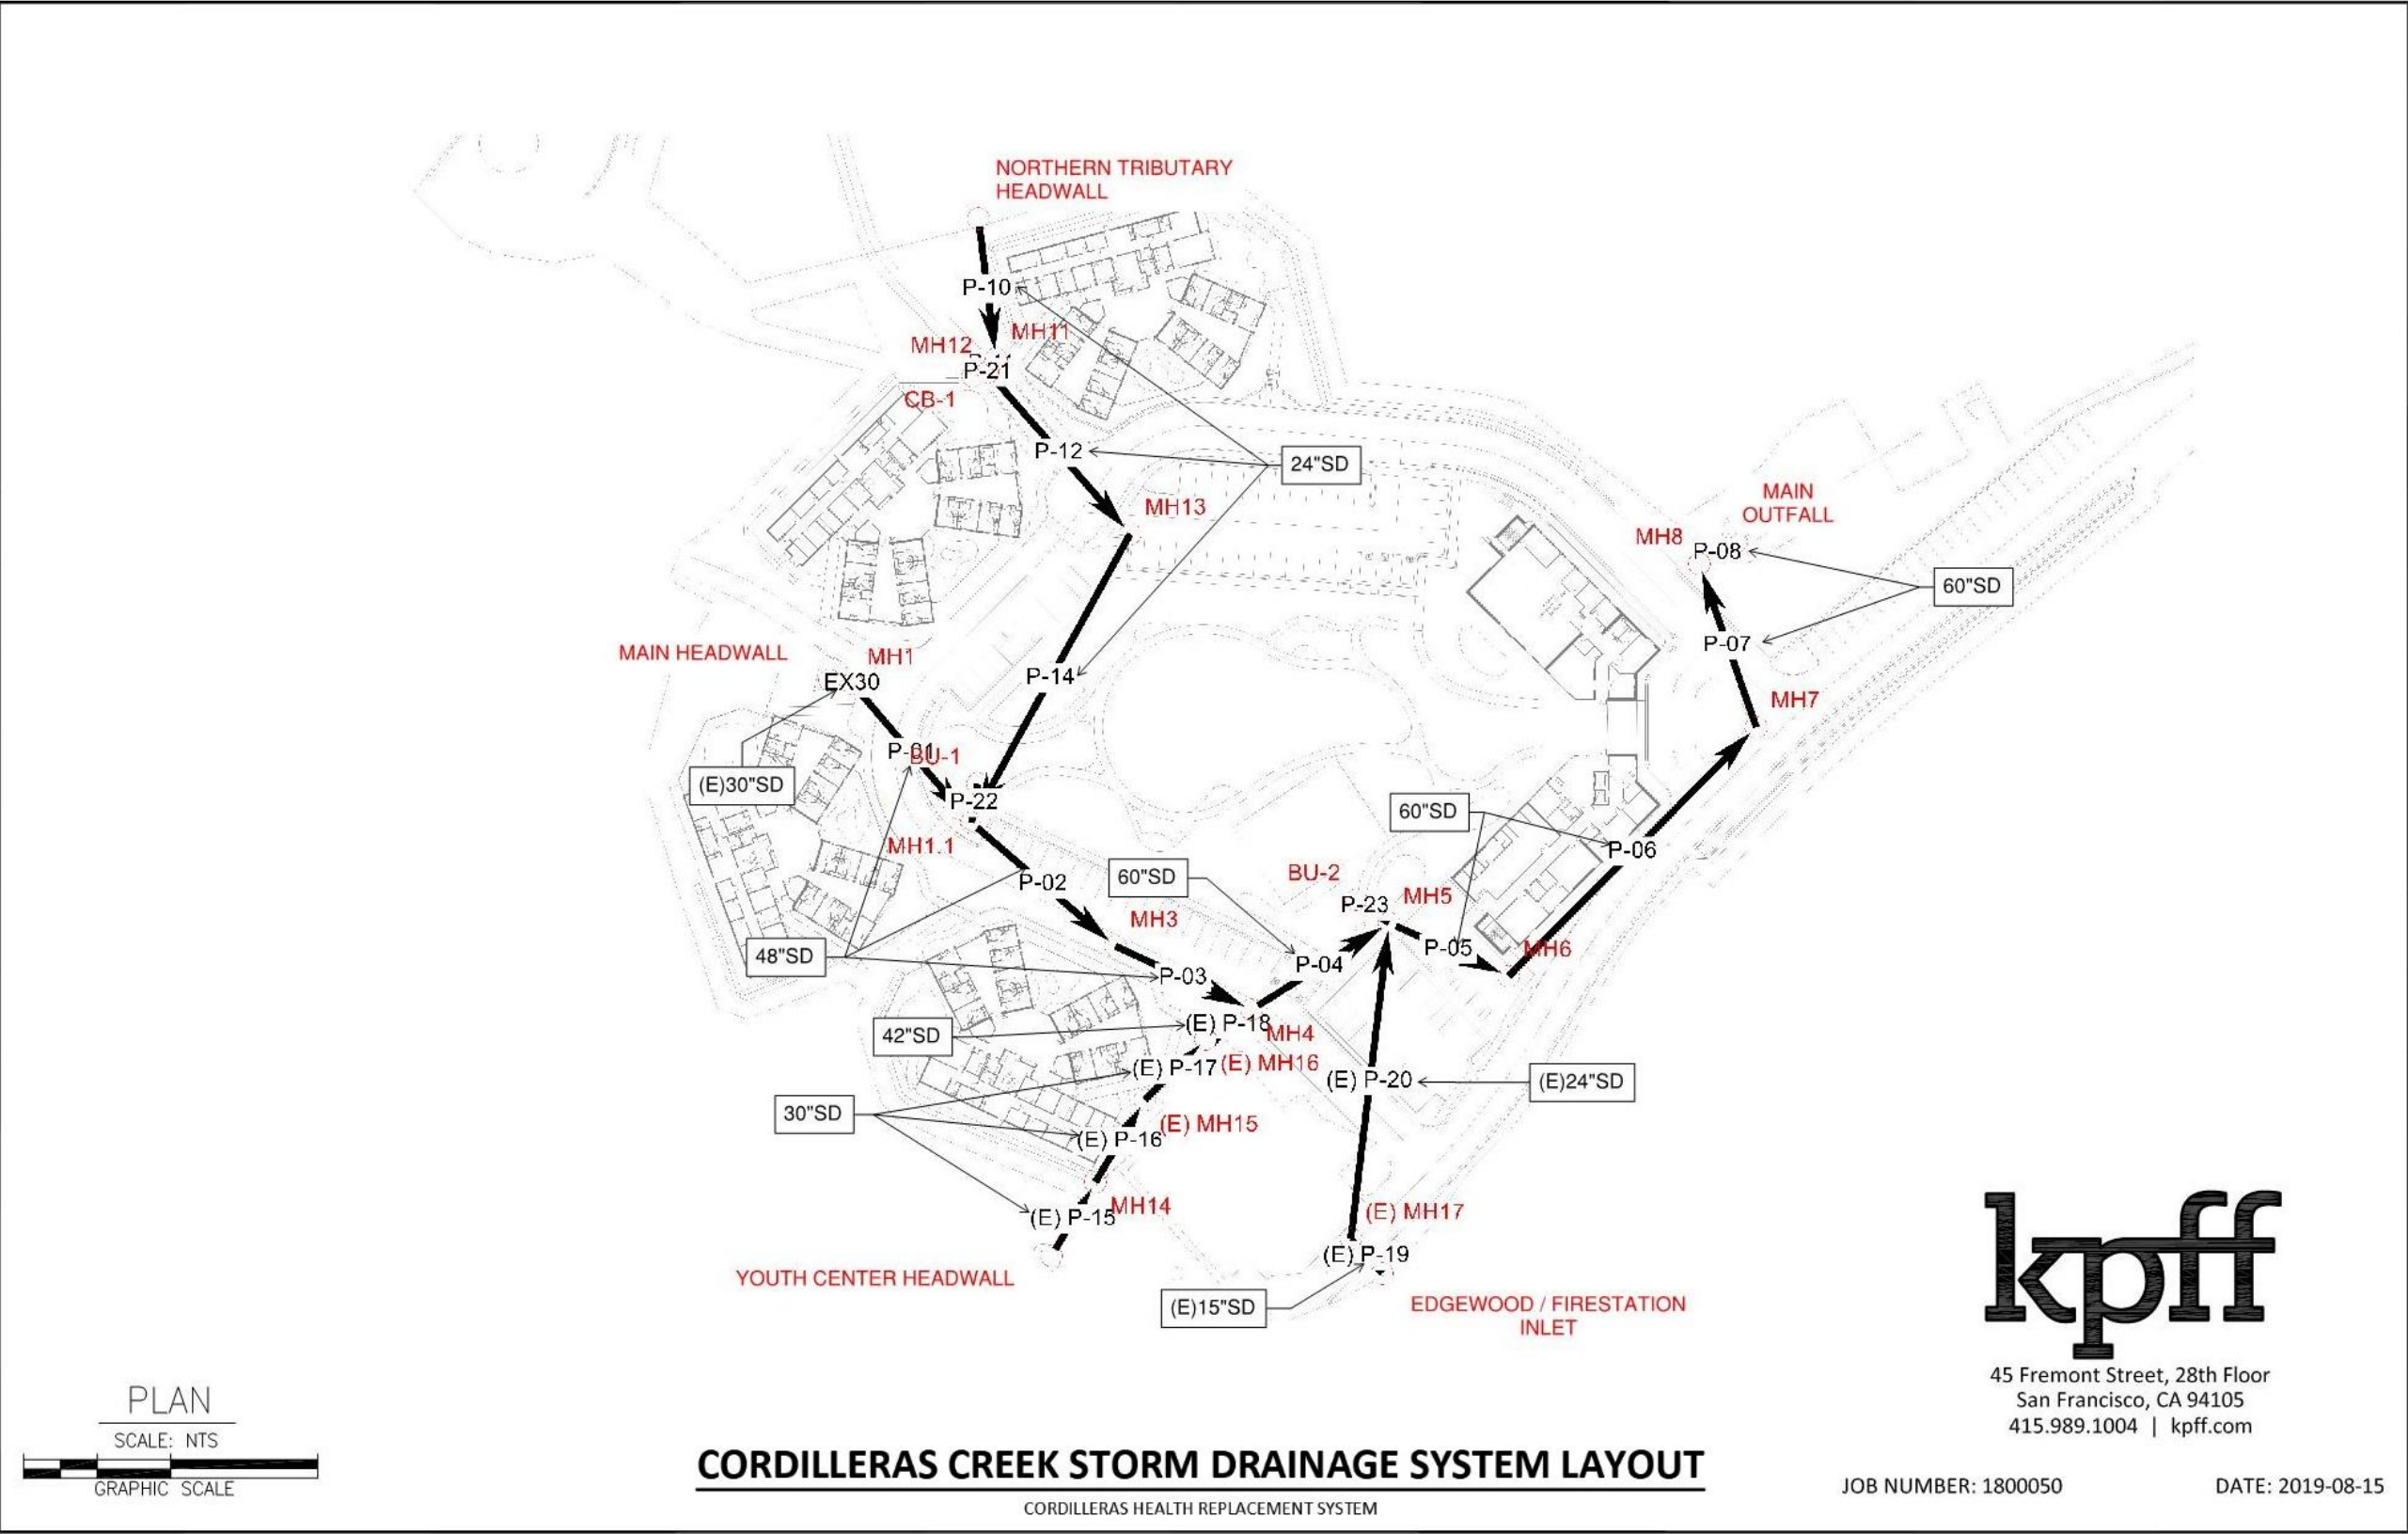 NORTHERN TRIBUTARY
HEADWALL
P-10
MH11
MH12
P-21
CB-1
P-12
24"SD
MH13
MAIN
OUTFALL
MH8
P-08
60"SD
P-07
MAIN HEADWALL
MH1
EX30
P-14
MH7
P-01
BU-1
(E)30"SD
P-22
60"SD
MH1.1
P-06
P-02
60"SD
BU-2
P-23
MH5
MH3
P-05
MH6
48"SD
P-04
P-03
(E) P-18
MH4
42"SD
(E) P-17
(E) MH16
(E) P-20
(E)24"SD
30"SD
(E) MH15
(E) P-16
MH14
(E) P-15
(E) MH17
(E) P-19
YOUTH CENTER HEADWALL
(E)15"SD
EDGEWOOD / FIRESTATION
INLET
kpff
45 Fremont Street, 28th Floor
San Francisco, CA 94105
415.989.1004 | kpff.com
PLAN
SCALE: NTS
GRAPHIC SCALE
CORDILLERAS CREEK STORM DRAINAGE SYSTEM LAYOUT
CORDILLERAS HEALTH REPLACEMENT SYSTEM
JOB NUMBER: 1800050
DATE: 2019-08-15